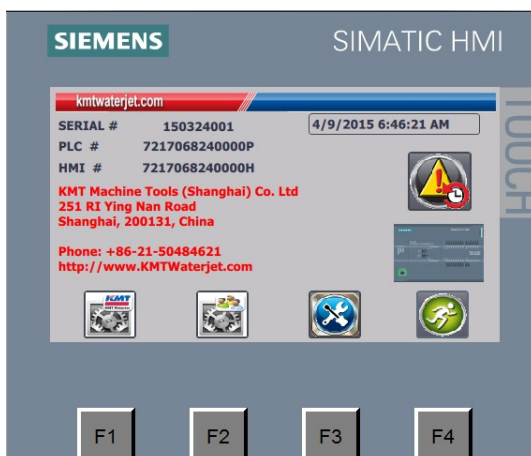 SIEMENS
SIMATIC HMI
TOUCH
kmtwaterjet.com
SERIAL # 150324001
4/9/2015 6:46:21 AM
PLC # 7217068240000P
HMI # 7217068240000H
KMT Machine Tools (Shanghai) Co. Ltd
251 RI Ying Nan Road
Shanghai, 200131, China
Phone: +86-21-50484621
http://www.KMTWaterjet.com
KMT
F1
F2
F3
F4